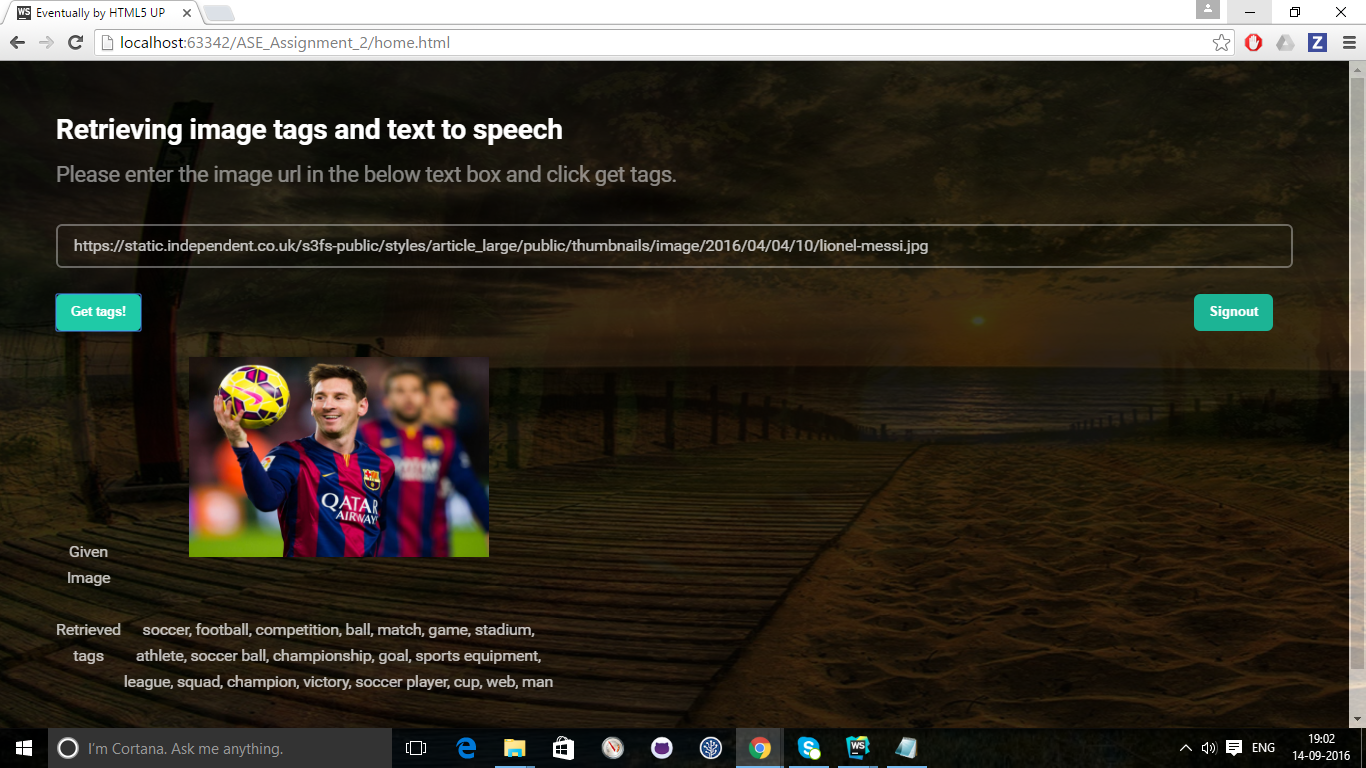 WS Eventually by HTML5 UP
localhost:63342/ASE_Assignment_2/home.html
Z
Retrieving image tags and text to speech
Please enter the image url in the below text box and click get tags.
https://static.independent.co.uk/s3fs-public/styles/article_large/public/thumbnails/image/2016/04/04/10/lionel-messi.jpg
Get tags!
Signout
QATAR
AIRWAYS
Given
Image
Retrieved
tags
soccer, football, competition, ball, match, game, stadium,
athlete, soccer ball, championship, goal, sports equipment,
league, squad, champion, victory, soccer player, cup, web, man
I'm Cortana. Ask me anything.
WS
ENG
19:02
14-09-2016